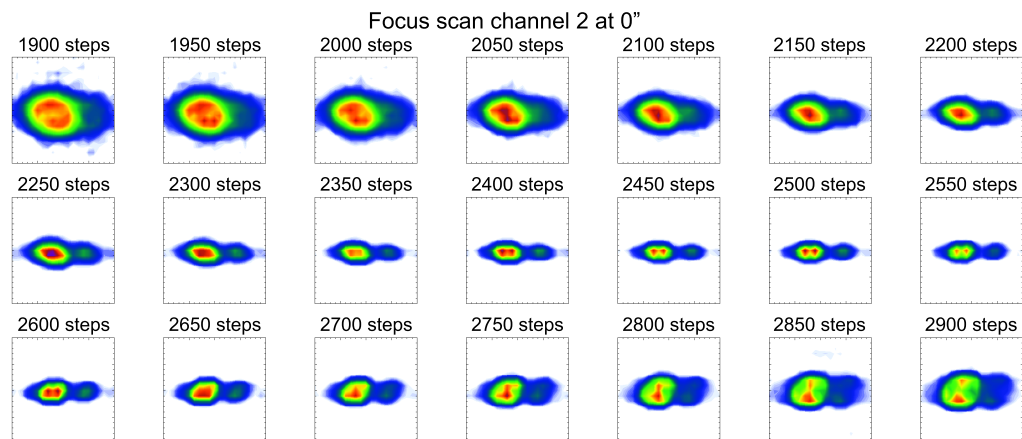 Focus scan channel 2 at 0”
1900 steps 1950 steps 2000 steps 2050 steps 2100 steps 2150 steps 2200 steps
2250 steps 2300 steps 2350 steps 2400 steps 2450 steps 2500 steps 2550 steps
2600 steps 2650 steps 2700 steps 2750 steps 2800 steps 2850 steps 2900 steps